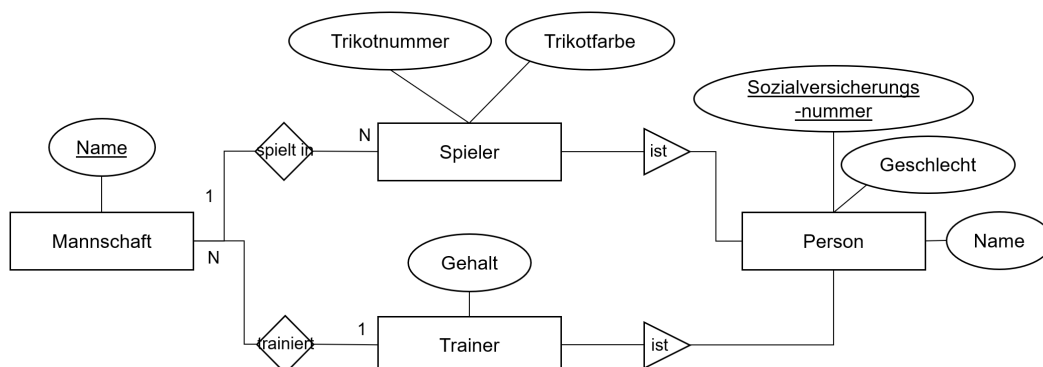 Trikotnummer
Trikotfarbe
Sozialversicherungs
-nummer
Name
spielt in
N
Spieler
ist
Geschlecht
1
Mannschaft
N
Person
Name
Gehalt
trainiert
1
Trainer
ist